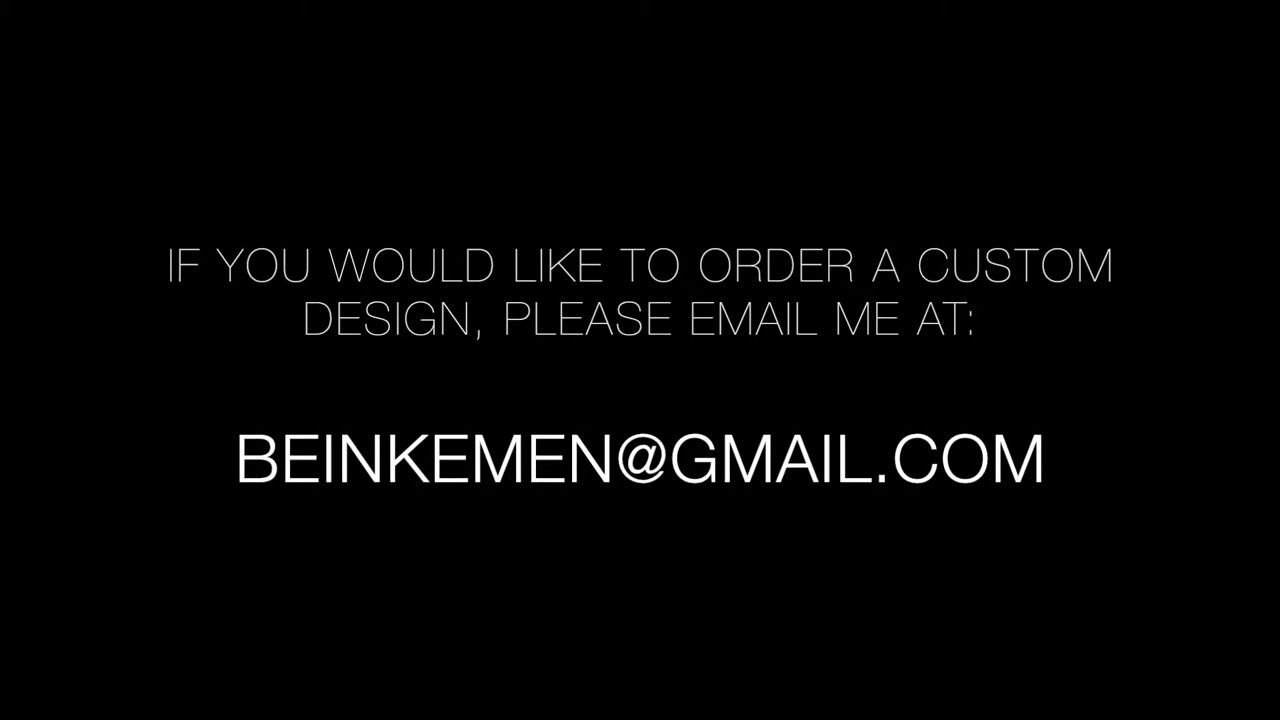 IF YOU WOULD LIKE TO ORDER A CUSTOM
DESIGN, PLEASE EMAIL ME AT:
BEINKEMEN@GMAIL.COM